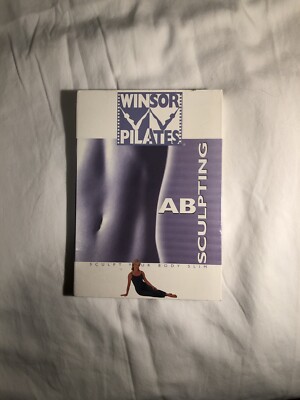 WINSOR
PILATES
AB
SCULPTING
SCULPT YOUR BODY SLIM